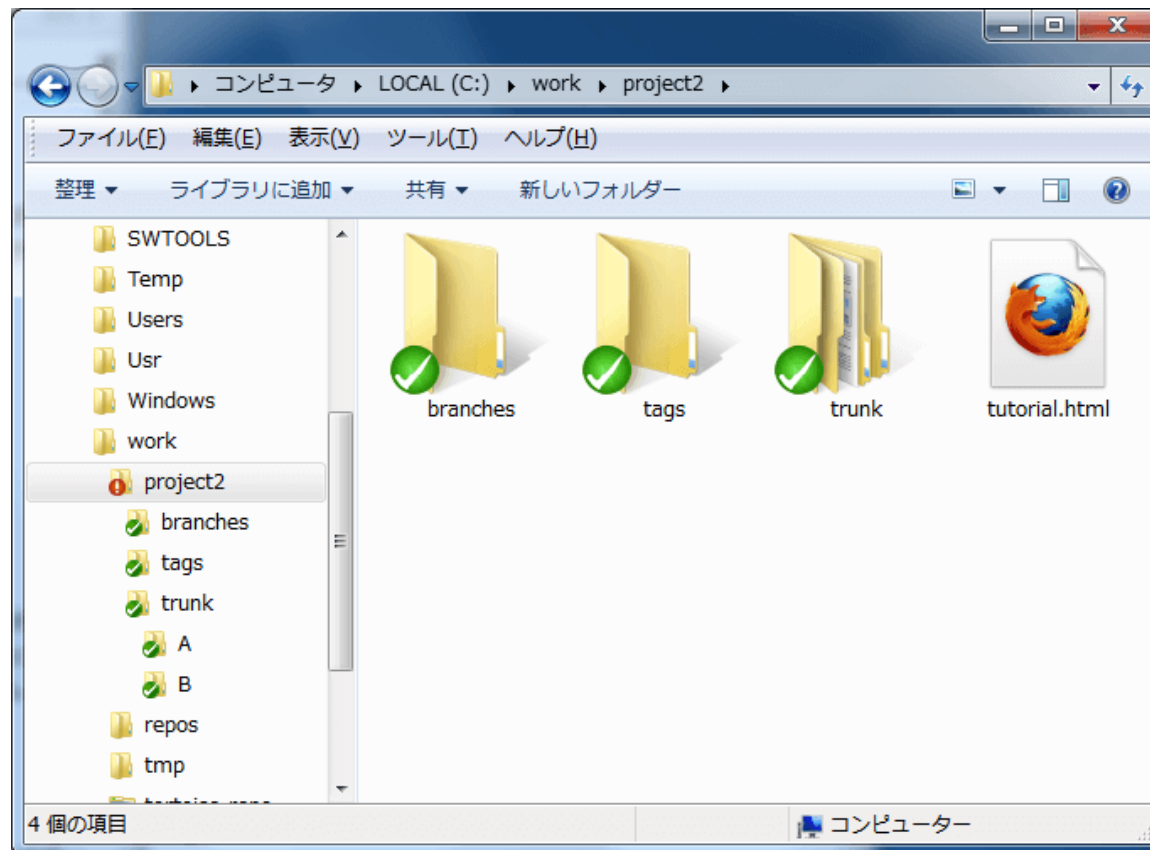 コンピュータ LOCAL (C:) work project2
ファイル(F) 編集(E) 表示(V) ツール(T) ヘルプ(H)
整理 ライブラリに追加 共有 新しいフォルダー
SWTOOLS
Temp
Users
Usr
Windows
work
project2
branches
tags
trunk
A
B
repos
tmp
branches tags trunk tutorial.html
4 個の項目
コンピューター